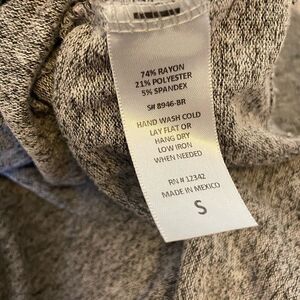 74% RAYON
21% POLYESTER
5% SPANDEX
S# 8946-BR
HAND WASH COLD
LAY FLAT OR
HANG DRY
LOW IRON
WHEN NEEDED
RN # 12342
MADE IN MEXICO
S